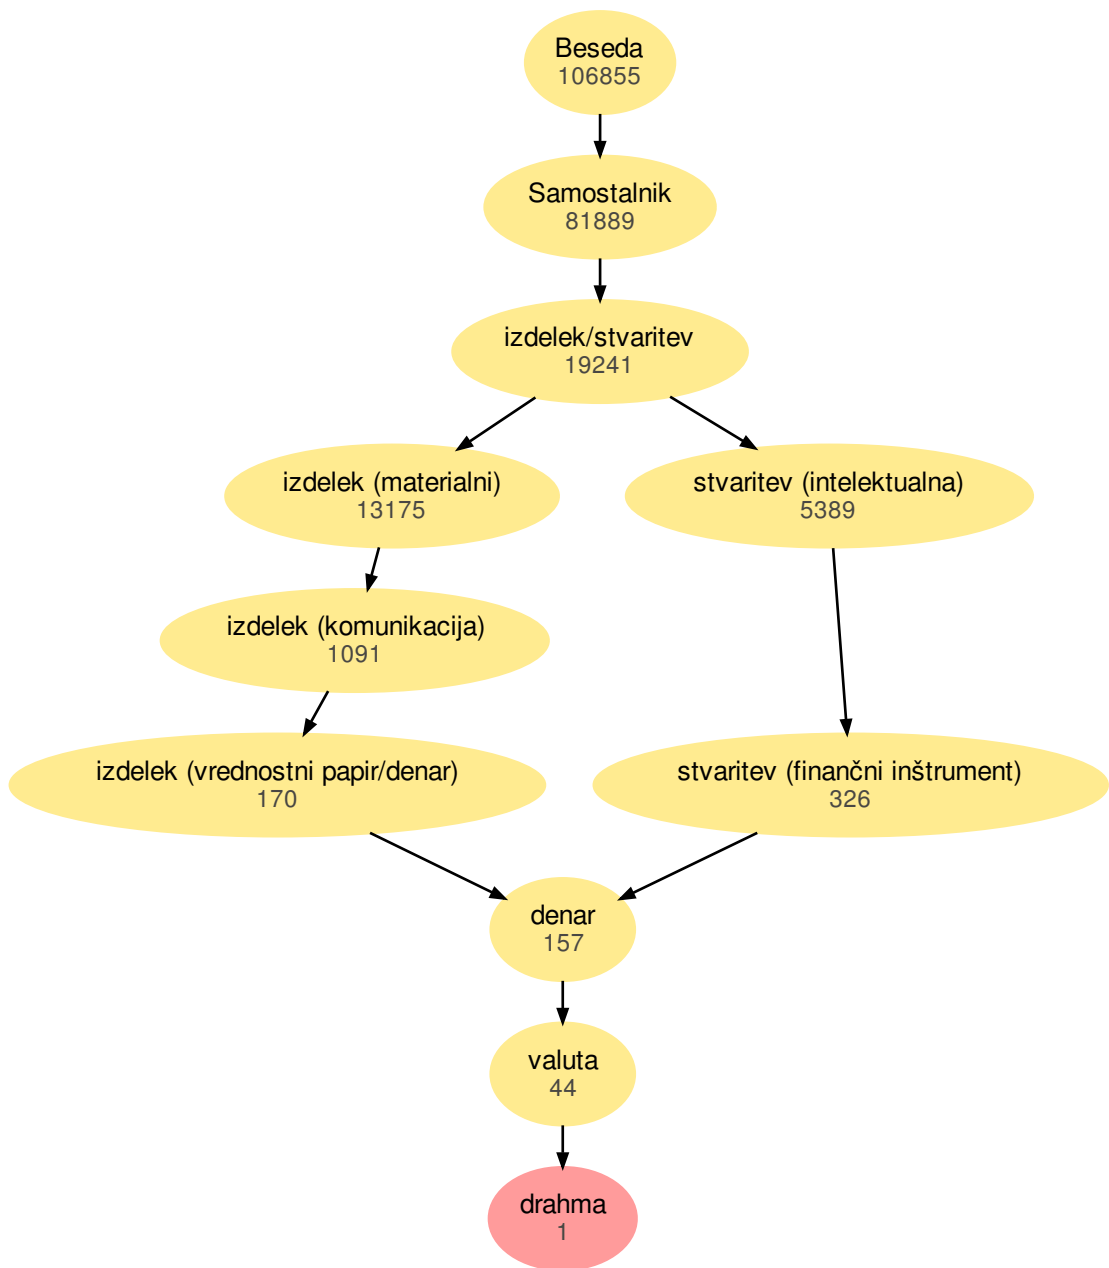 Beseda
106855
Samostalnik
81889
izdelek/stvaritev
19241
izdelek (materialni)
13175
stvaritev (intelektualna)
5389
izdelek (komunikacija)
1091
izdelek (vrednostni papir/denar)
170
stvaritev (finančni inštrument)
326
denar
157
valuta
44
drahma
1